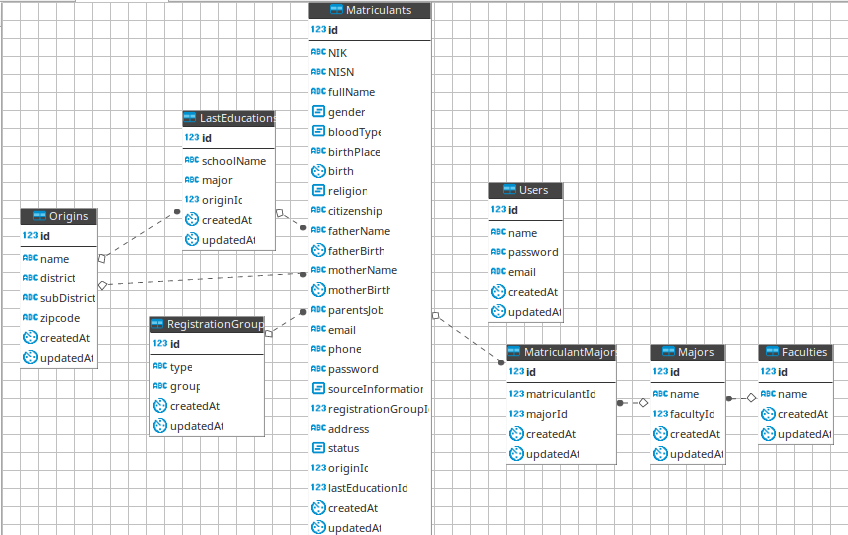 Matriculants
123 id
ABC NIK
ABC NISN
ABC fullName
gender
ABC bloodType
ABC birthPlace
birth
religion
ABC citizenship
ABC fatherName
fatherBirth
ABC motherName
motherBirth
ABC parentsJob
ABC email
ABC phone
ABC password
sourceInformation
123 registrationGroupI
ABC address
status
123 originId
123 lastEducationId
createdAt
updatedAt
LastEducations
123 id
ABC schoolName
ABC major
123 originId
createdAt
updatedAt
Origins
123 id
ABC name
ABC district
ABC subDistrict
ABC zipcode
createdAt
updatedAt
RegistrationGroup
123 id
ABC type
ABC group
createdAt
updatedAt
Users
123 id
ABC name
ABC password
ABC email
createdAt
updatedAt
MatriculantMajor
123 id
123 matriculantId
123 majorId
createdAt
updatedAt
Majors
123 id
ABC name
123 facultyId
createdAt
updatedAt
Faculties
123 id
ABC name
createdAt
updatedAt